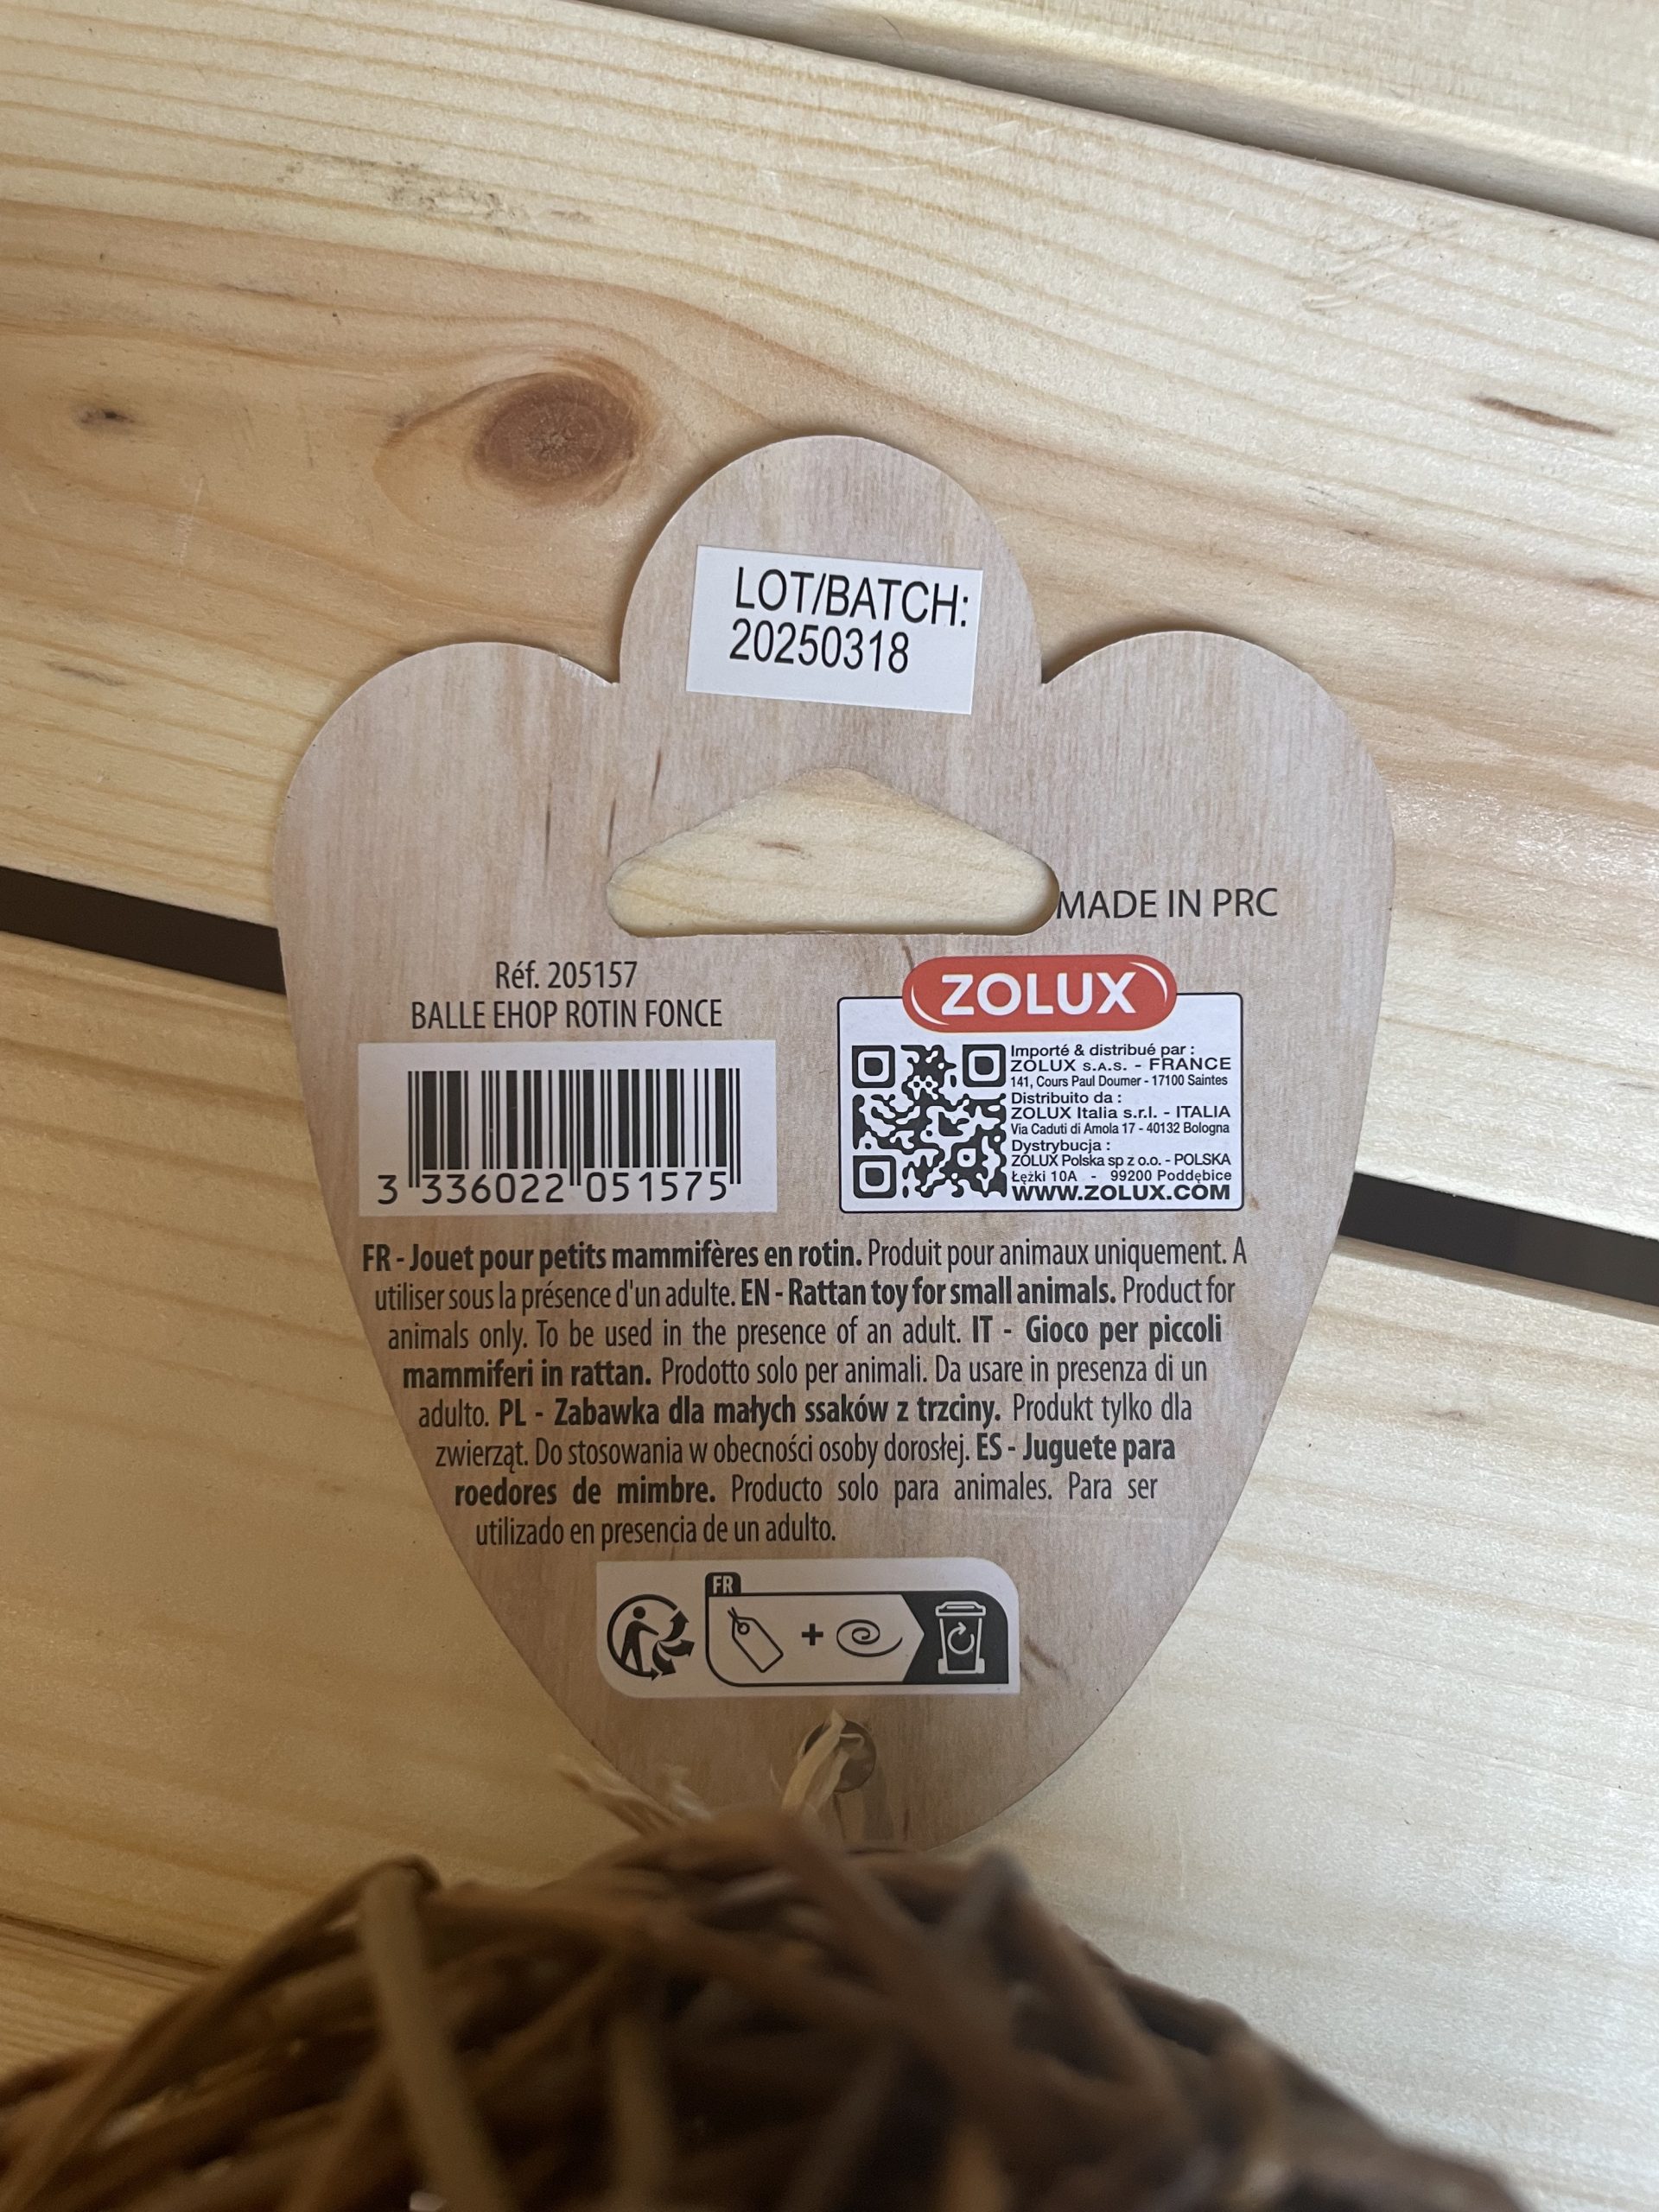 LOT/BATCH:
20250318
MADE IN PRC
Réf. 205157
BALLE EHOP ROTIN FONCE
3 336022 051575
ZOLUX
Importé & distribué par :
ZOLUX S.A.S. - FRANCE
141, Cours Paul Doumer - 17100 Saintes
Distribuito da :
ZOLUX Italia s.r.l. - ITALIA
Via Caduti di Amola 17 - 40132 Bologna
Dystrybucja :
ZOLUX Polska sp z o.o. - POLSKA
Łężki 10A - 99200 Poddębice
WWW.ZOLUX.COM
FR - Jouet pour petits mammifères en rotin. Produit pour animaux uniquement. A
utiliser sous la présence d'un adulte. EN - Rattan toy for small animals. Product for
animals only. To be used in the presence of an adult. IT - Gioco per piccoli
mammiferi in rattan. Prodotto solo per animali. Da usare in presenza di un
adulto. PL - Zabawka dla małych ssaków z trzciny. Produkt tylko dla
zwierząt. Do stosowania w obecności osoby dorosłej. ES - Juguete para
roedores de mimbre. Producto solo para animales. Para ser
utilizado en presencia de un adulto.
FR
+